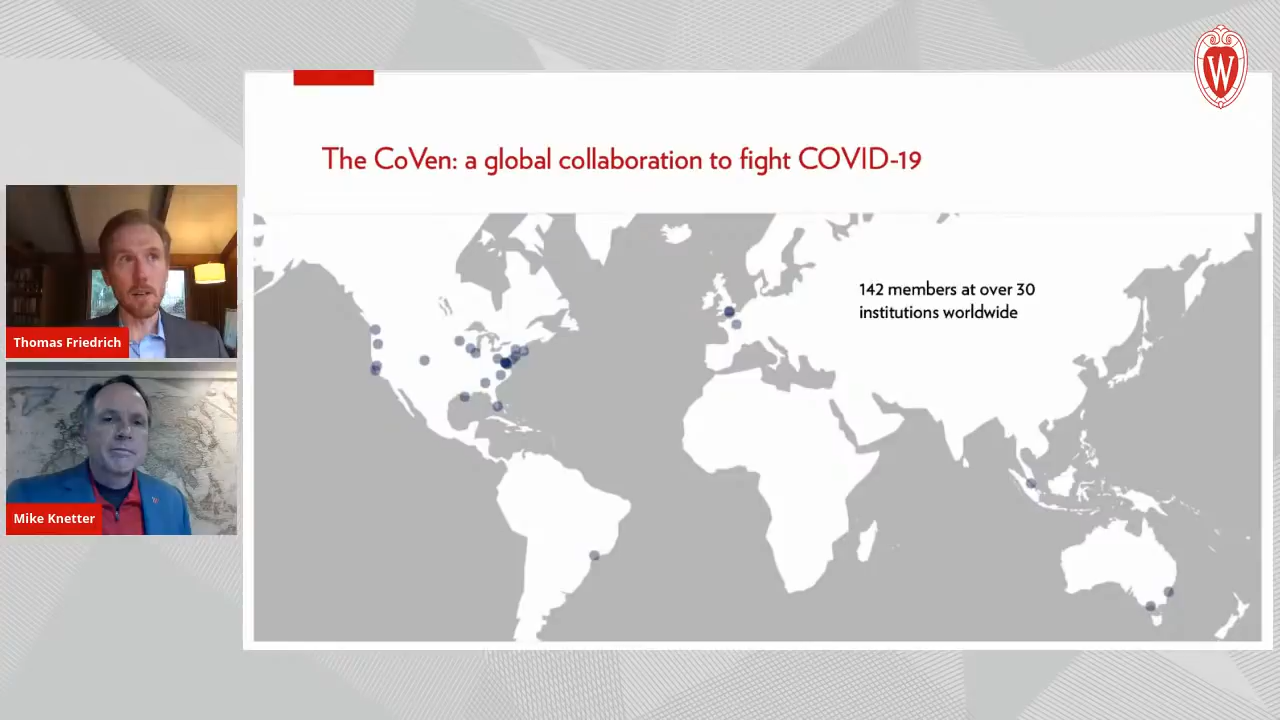 W
The CoVen: a global collaboration to fight COVID-19
142 members at over 30
institutions worldwide
Thomas Friedrich
Mike Knetter